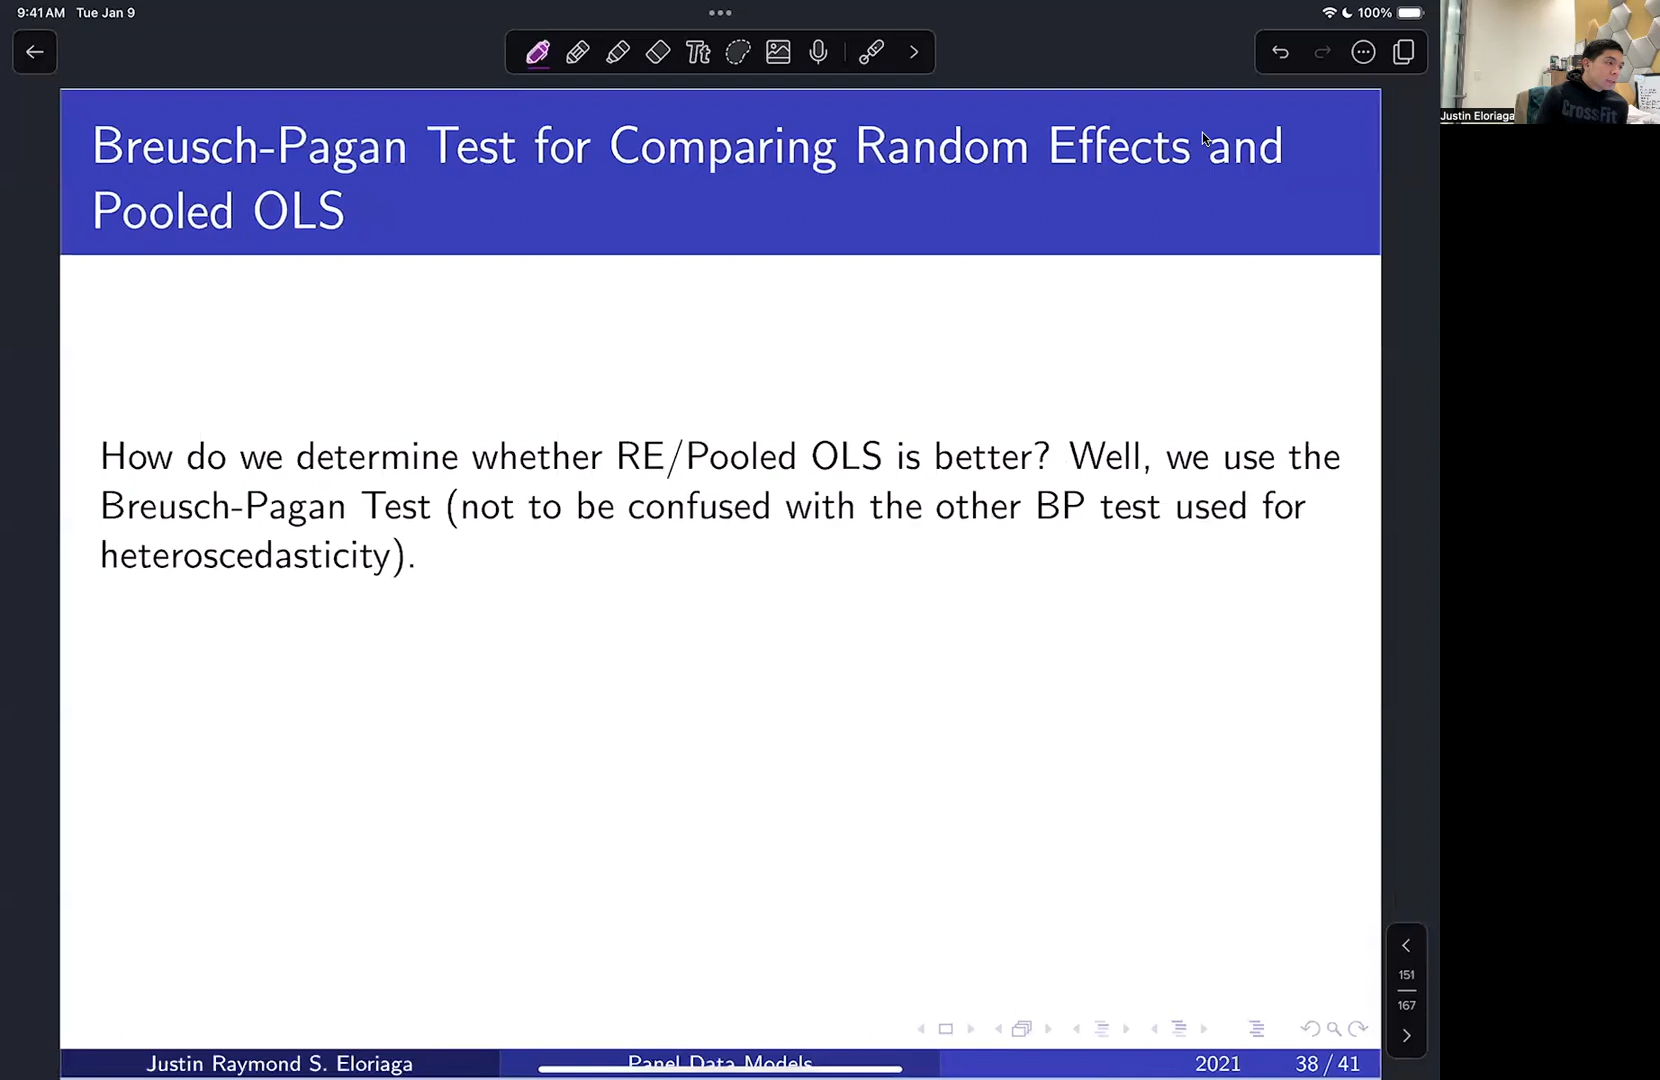 9:41 AM Tue Jan 9
100%
Tt
Justin Eloriaga
CrossFit
Breusch-Pagan Test for Comparing Random Effects and
Pooled OLS
How do we determine whether RE/Pooled OLS is better? Well, we use the
Breusch-Pagan Test (not to be confused with the other BP test used for
heteroscedasticity).
151
167
Justin Raymond S. Eloriaga
Panel Data Models
2021
38 / 41